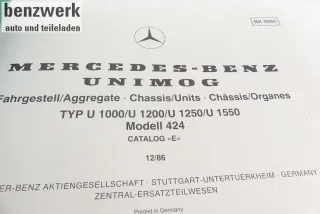 benzwerk
auto und teileladen
MERCEDES-BENZ
UNIMOG
Fahrgestell/Aggregate · Chassis/Units · Châssis/Organes
TYP U 1000/U 1200/U 1250/U 1550
Modell 424
CATALOG «E»
12/86
ER-BENZ AKTIENGESELLSCHAFT · STUTTGART-UNTERTUERKHEIM · GERMANY
ZENTRAL-ERSATZTEILWESEN
Printed in Germany